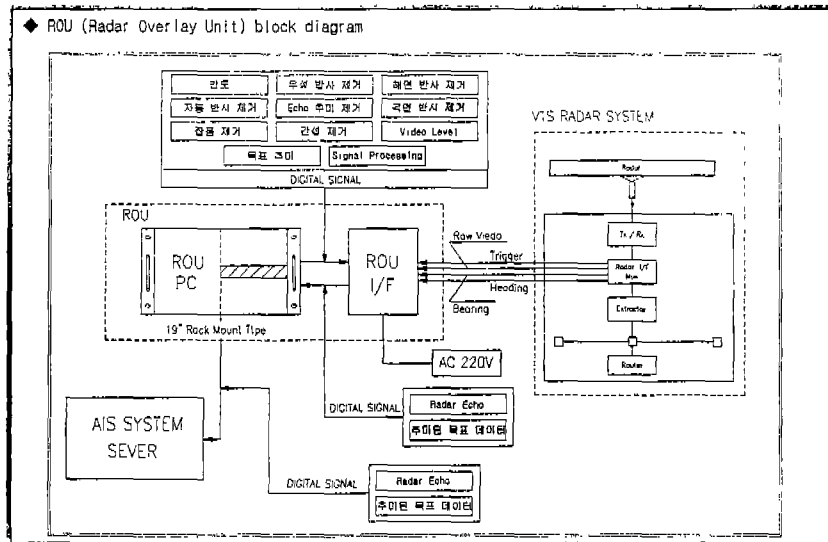 ◆ ROU (Radar Overlay Unit) block diagram
감도 우설 반사 제거 해면 반사 제거
자동 반사 제거 Echo 추미 제거 육면 반사 제거
잡음 제거 간섭 제거 Video Level
목표 추미 Signal Processing
DIGITAL SIGNAL
VTS RADAR SYSTEM
Radar
Tx / Rx
Radar I/F
Extractor
Router
ROU
ROU
PC
ROU
I/F
19" Rack Mount Tipe
Raw Viedo
Trigger
Heading
Bearing
AC 220V
AIS SYSTEM
SEVER
DIGITAL SIGNAL
Radar Echo
추미된 목표 데이터
DIGITAL SIGNAL
Radar Echo
추미된 목표 데이터